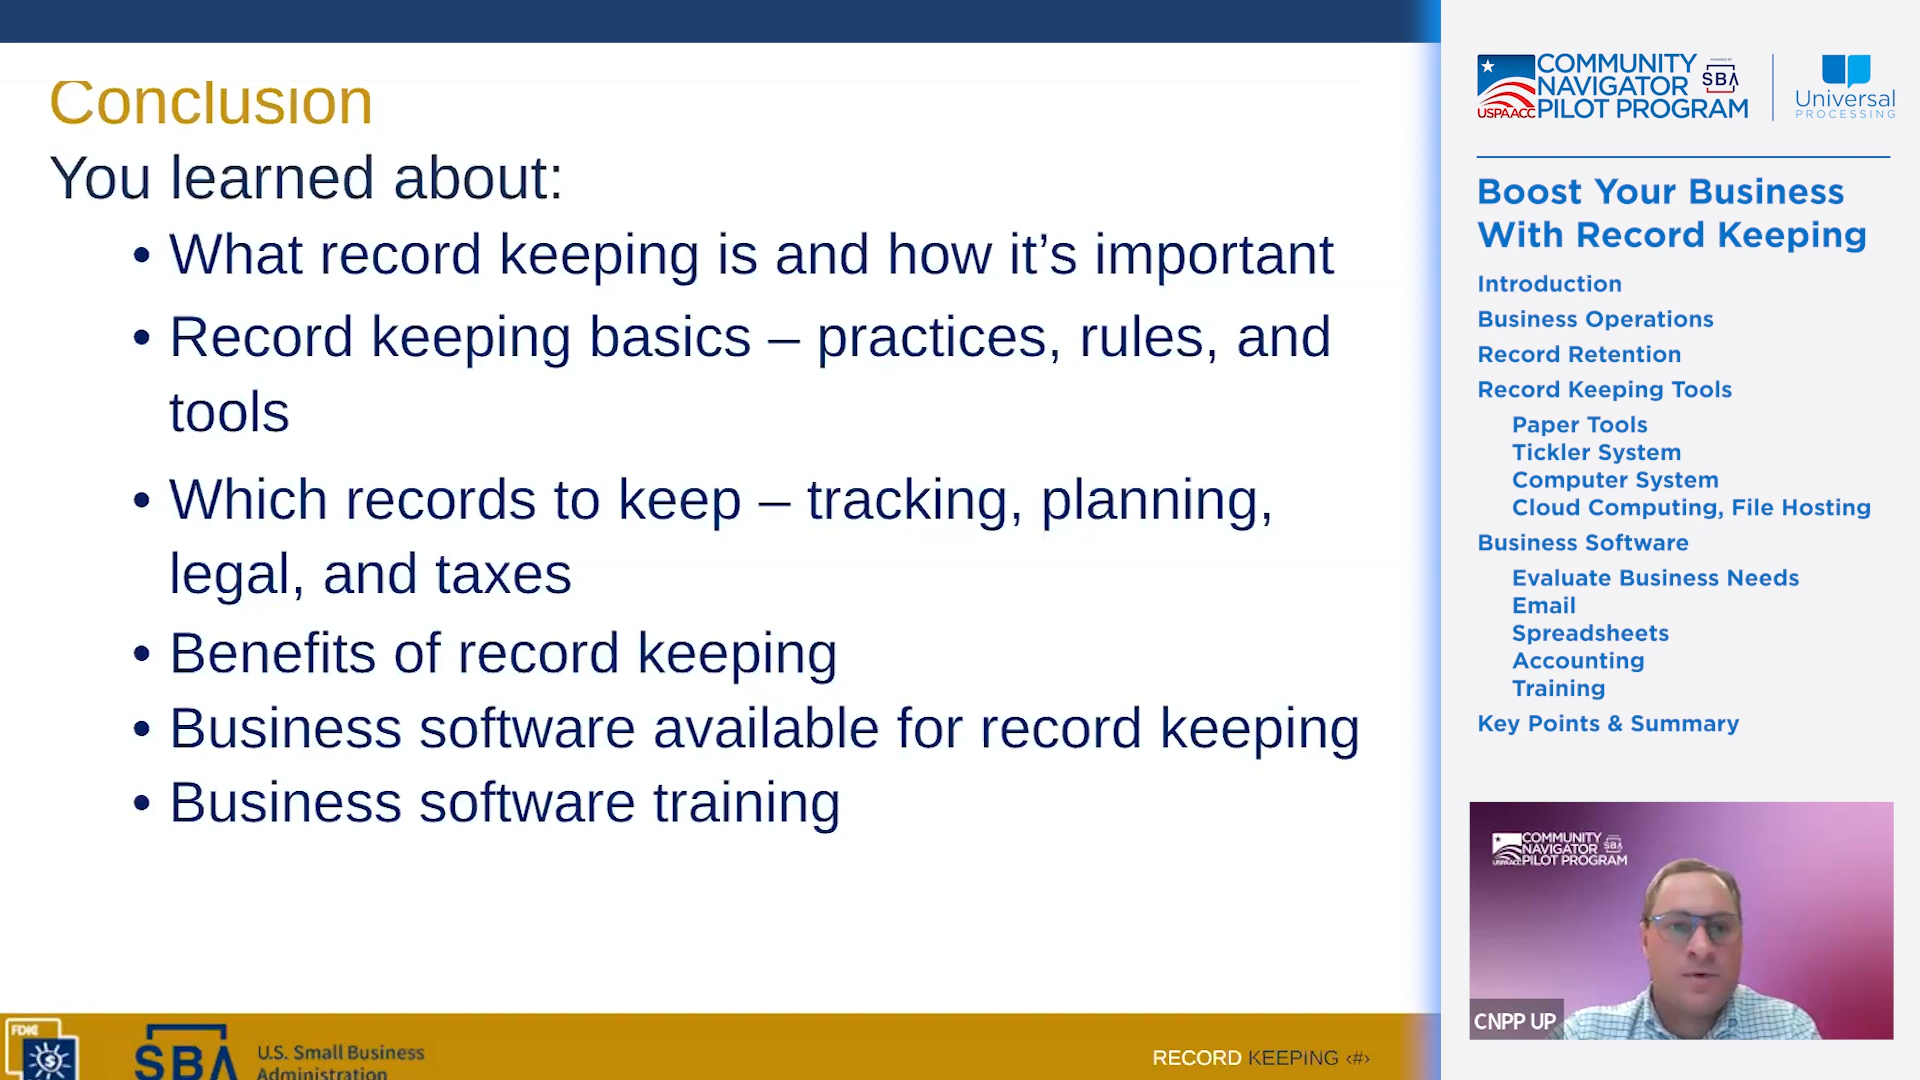 Conclusion
You learned about:
• What record keeping is and how it’s important
• Record keeping basics – practices, rules, and
tools
• Which records to keep – tracking, planning,
legal, and taxes
• Benefits of record keeping
• Business software available for record keeping
• Business software training
FDIC
SBA
U.S. Small Business
Administration
RECORD KEEPING ‹#›
USPAACC
COMMUNITY
NAVIGATOR
PILOT PROGRAM
SBA
Universal
PROCESSING
Boost Your Business
With Record Keeping
Introduction
Business Operations
Record Retention
Record Keeping Tools
Paper Tools
Tickler System
Computer System
Cloud Computing, File Hosting
Business Software
Evaluate Business Needs
Email
Spreadsheets
Accounting
Training
Key Points & Summary
COMMUNITY
NAVIGATOR
PILOT PROGRAM
SBA
USPAACC
CNPP UP